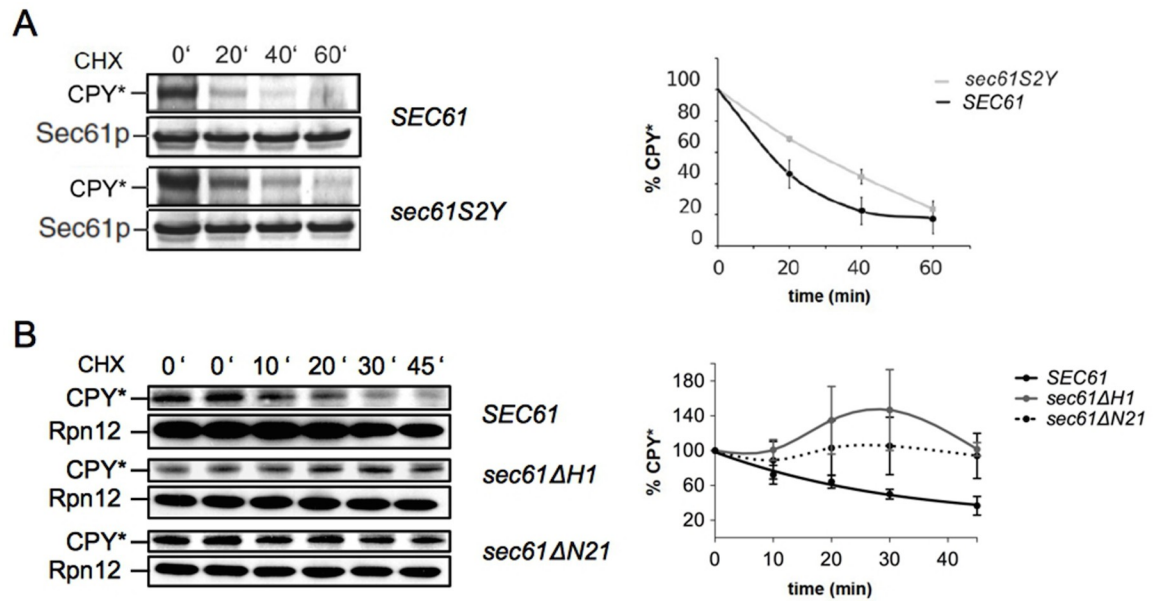 A
CHX 0‘ 20‘ 40‘ 60‘
CPY*
Sec61p
SEC61
CPY*
Sec61p
sec61S2Y
100
80
60
40
20
0
% CPY*
0 20 40 60
time (min)
sec61S2Y
SEC61
B
CHX 0‘ 0‘ 10‘ 20‘ 30‘ 45‘
CPY*
Rpn12
SEC61
CPY*
Rpn12
sec61ΔH1
CPY*
Rpn12
sec61ΔN21
180
140
100
60
20
% CPY*
0 10 20 30 40
time (min)
SEC61
sec61ΔH1
sec61ΔN21